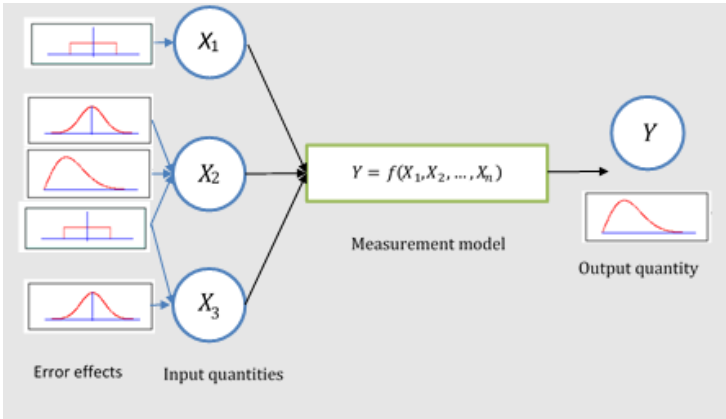 X1
X2
X3
Y = f(X1,X2, … ,Xn)
Measurement model
Y
Output quantity
Error effects
Input quantities